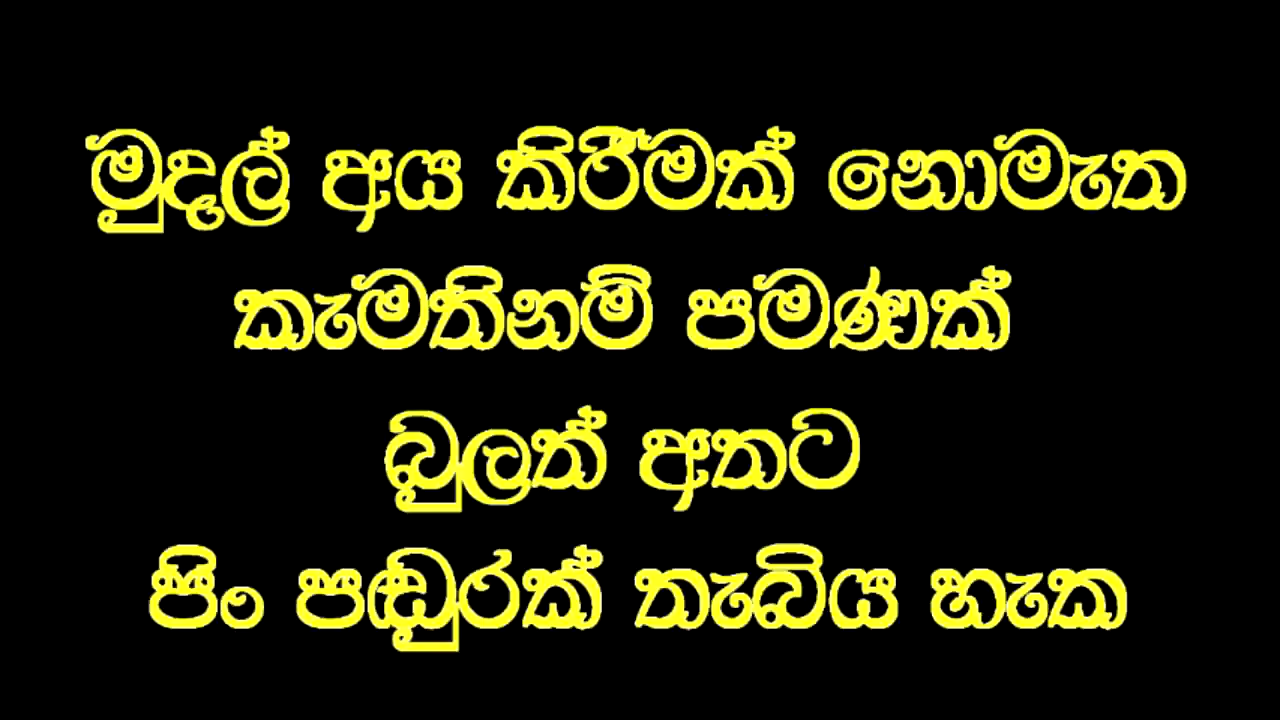 මුදල් අය කිරීමක් නොමැත
කැමතිනම් පමණක්
බුලත් අතට
පිං පඬුරක් තැබිය හැක